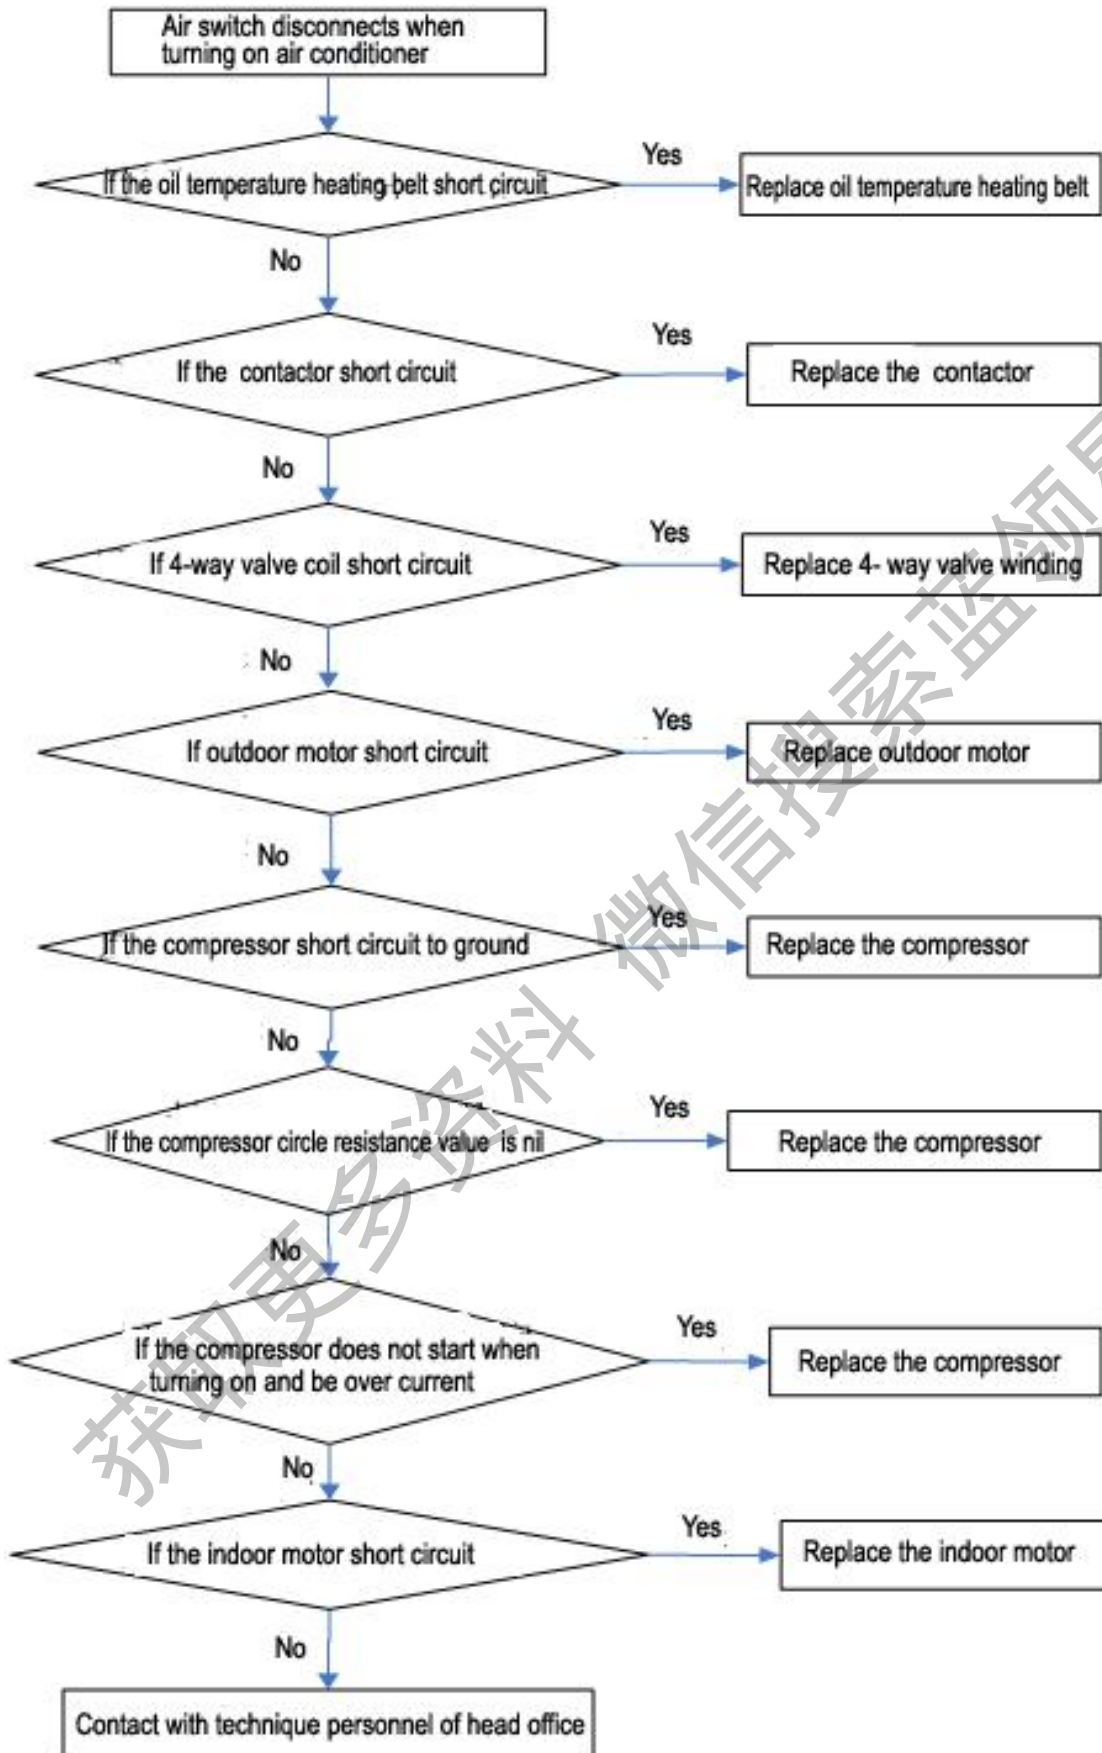 Air switch disconnects when
turning on air conditioner
If the oil temperature heating belt short circuit
Yes
Replace oil temperature heating belt
No
If the contactor short circuit
Yes
Replace the contactor
No
If 4-way valve coil short circuit
Yes
Replace 4- way valve winding
No
If outdoor motor short circuit
Yes
Replace outdoor motor
No
If the compressor short circuit to ground
Yes
Replace the compressor
No
If the compressor circle resistance value is nil
Yes
Replace the compressor
No
If the compressor does not start when
turning on and be over current
Yes
Replace the compressor
No
If the indoor motor short circuit
Yes
Replace the indoor motor
No
Contact with technique personnel of head office
获取更多资料 微信搜索蓝领